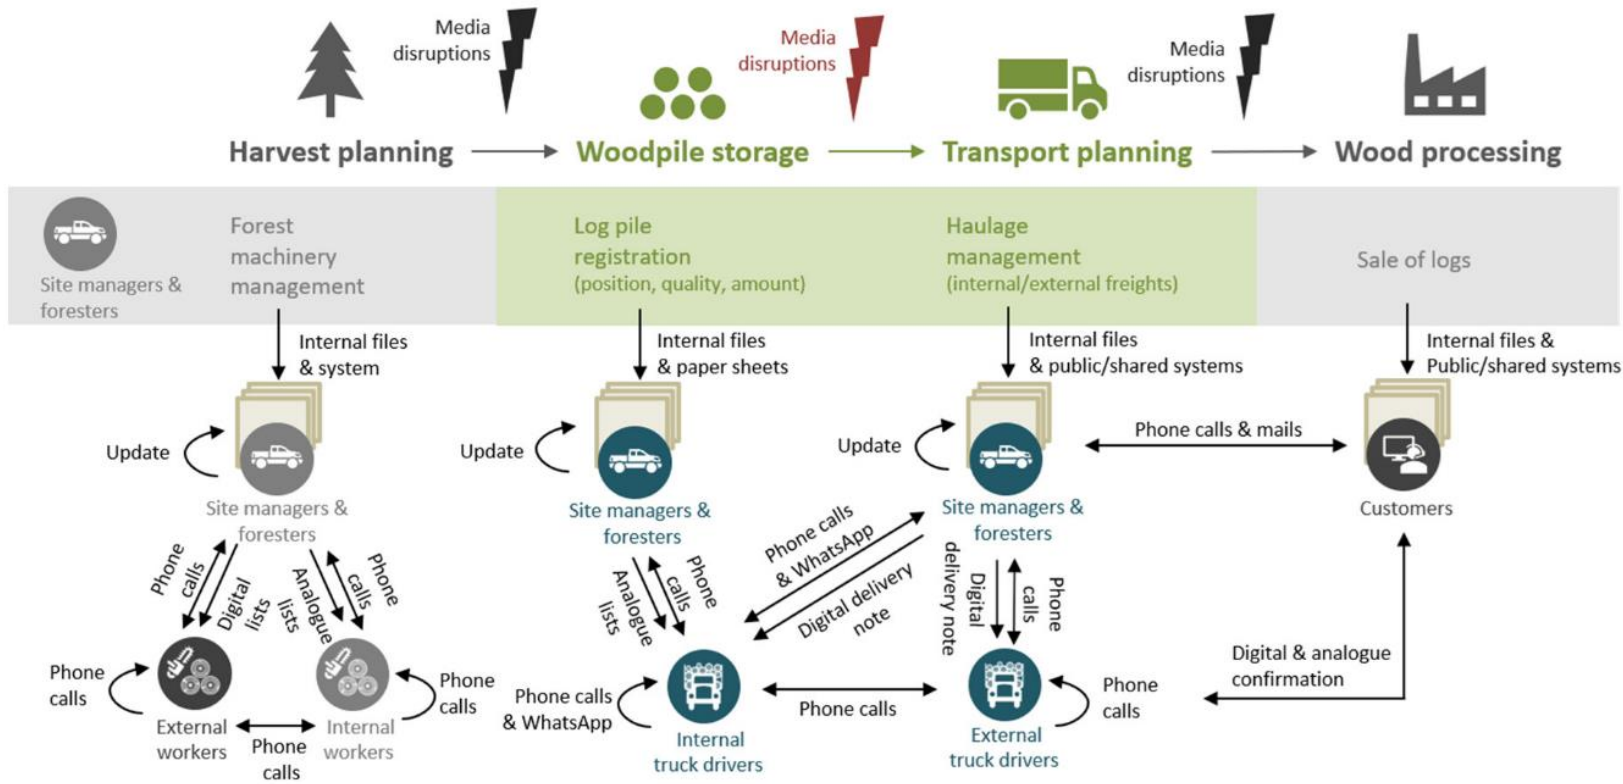 Media
disruptions
Media
disruptions
Media
disruptions
Harvest planning
Woodpile storage
Transport planning
Wood processing
Site managers &
foresters
Forest
machinery
management
Log pile
registration
(position, quality, amount)
Haulage
management
(internal/external freights)
Sale of logs
Internal files
& system
Internal files
& paper sheets
Internal files
& public/shared systems
Internal files &
Public/shared systems
Update
Update
Update
Phone calls & mails
Site managers &
foresters
Site managers &
foresters
Site managers &
foresters
Customers
Phone
calls
Digital
lists
Analogue
lists
Phone
calls
Analogue
lists
Phone
calls
Phone calls
& WhatsApp
Digital delivery
note
Digital
delivery note
Phone
calls
Phone
calls
External
workers
Phone
calls
Internal
workers
Phone
calls
Phone calls
& WhatsApp
Internal
truck drivers
Phone calls
External
truck drivers
Phone
calls
Digital & analogue
confirmation